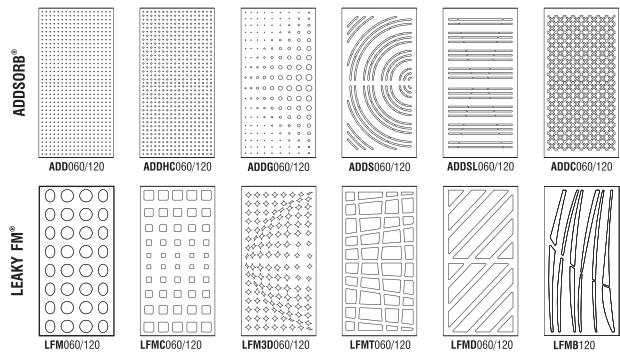 ADDSORB®
ADD060/120 ADDHC060/120 ADDG060/120 ADDS060/120 ADDSL060/120 ADDC060/120
LEAKY FM®
LFM060/120 LFMC060/120 LFM3D060/120 LFMT060/120 LFMD060/120 LFMB120